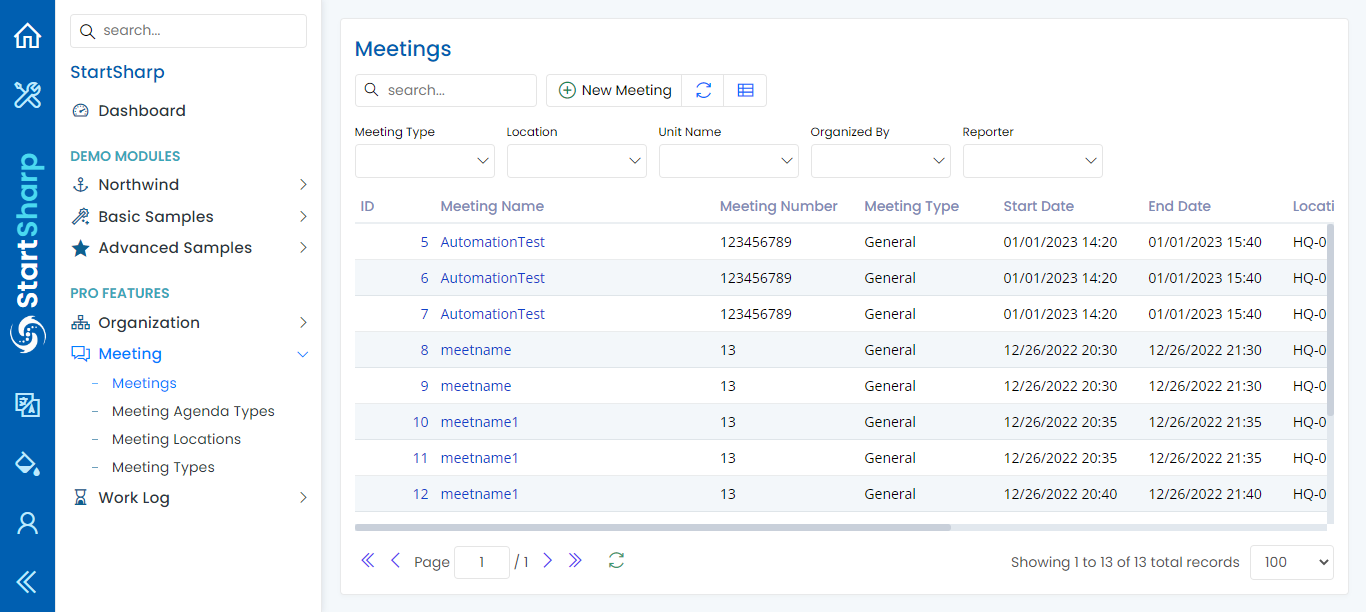 StartSharp
search...
StartSharp
Dashboard
DEMO MODULES
Northwind
Basic Samples
Advanced Samples
PRO FEATURES
Organization
Meeting
– Meetings
– Meeting Agenda Types
– Meeting Locations
– Meeting Types
Work Log
Meetings
search... New Meeting
Meeting Type Location Unit Name Organized By Reporter
ID Meeting Name Meeting Number Meeting Type Start Date End Date Locati
5 AutomationTest 123456789 General 01/01/2023 14:20 01/01/2023 15:40 HQ-0
6 AutomationTest 123456789 General 01/01/2023 14:20 01/01/2023 15:40 HQ-0
7 AutomationTest 123456789 General 01/01/2023 14:20 01/01/2023 15:40 HQ-0
8 meetname 13 General 12/26/2022 20:30 12/26/2022 21:30 HQ-0
9 meetname 13 General 12/26/2022 20:30 12/26/2022 21:30 HQ-0
10 meetname1 13 General 12/26/2022 20:35 12/26/2022 21:35 HQ-0
11 meetname1 13 General 12/26/2022 20:35 12/26/2022 21:35 HQ-0
12 meetname1 13 General 12/26/2022 20:40 12/26/2022 21:40 HQ-0
Page 1 / 1 Showing 1 to 13 of 13 total records 100